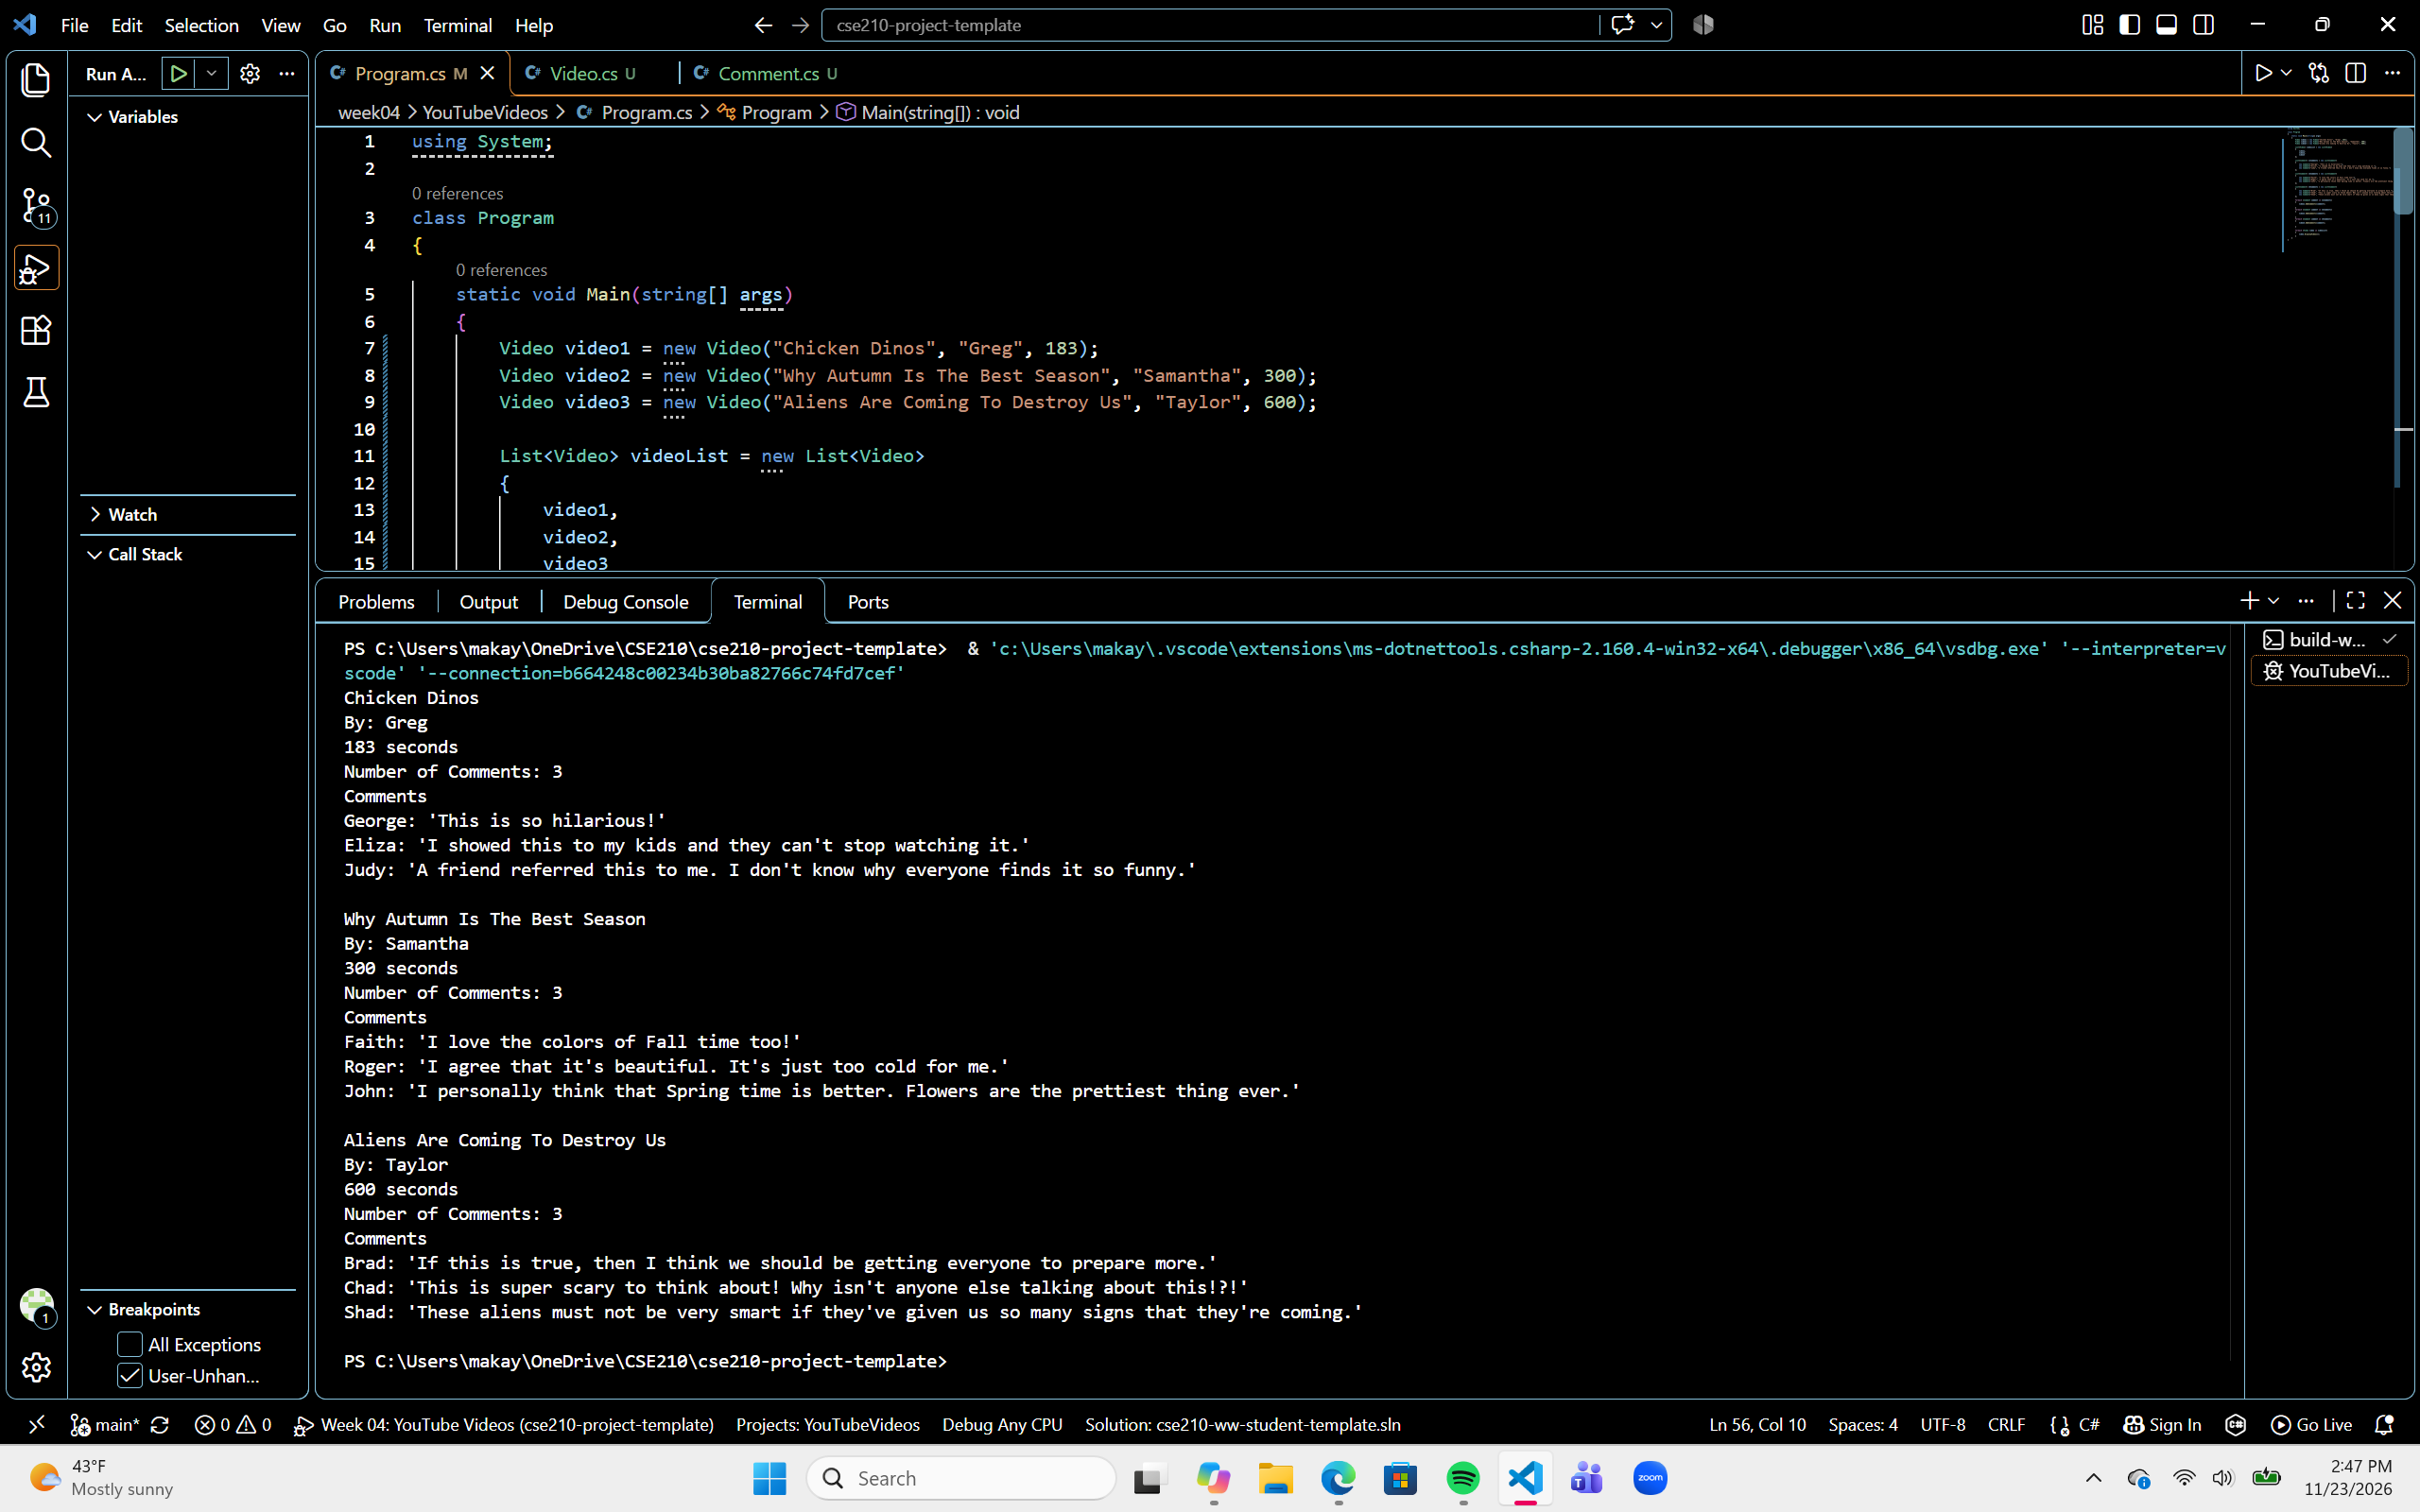 File Edit Selection View Go Run Terminal Help
cse210-project-template
Run A...
Program.cs M
Video.cs U
Comment.cs U
week04 > YouTubeVideos > Program.cs > Program > Main(string[]) : void
Variables
Watch
Call Stack
Breakpoints
All Exceptions
User-Unhan...
11
1
1 using System;
2
0 references
3 class Program
4 {
0 references
5 static void Main(string[] args)
6 {
7 Video video1 = new Video("Chicken Dinos", "Greg", 183);
8 Video video2 = new Video("Why Autumn Is The Best Season", "Samantha", 300);
9 Video video3 = new Video("Aliens Are Coming To Destroy Us", "Taylor", 600);
10
11 List<Video> videoList = new List<Video>
12 {
13 video1,
14 video2,
15 video3
Problems Output Debug Console Terminal Ports
build-w...
YouTubeVi...
PS C:\Users\makay\OneDrive\CSE210\cse210-project-template> & 'c:\Users\makay\.vscode\extensions\ms-dotnettools.csharp-2.160.4-win32-x64\.debugger\x86_64\vsdbg.exe' '--interpreter=v
scode' '--connection=b664248c00234b30ba82766c74fd7cef'
Chicken Dinos
By: Greg
183 seconds
Number of Comments: 3
Comments
George: 'This is so hilarious!'
Eliza: 'I showed this to my kids and they can't stop watching it.'
Judy: 'A friend referred this to me. I don't know why everyone finds it so funny.'
Why Autumn Is The Best Season
By: Samantha
300 seconds
Number of Comments: 3
Comments
Faith: 'I love the colors of Fall time too!'
Roger: 'I agree that it's beautiful. It's just too cold for me.'
John: 'I personally think that Spring time is better. Flowers are the prettiest thing ever.'
Aliens Are Coming To Destroy Us
By: Taylor
600 seconds
Number of Comments: 3
Comments
Brad: 'If this is true, then I think we should be getting everyone to prepare more.'
Chad: 'This is super scary to think about! Why isn't anyone else talking about this!?!'
Shad: 'These aliens must not be very smart if they've given us so many signs that they're coming.'
PS C:\Users\makay\OneDrive\CSE210\cse210-project-template>
main* 0 0 Week 04: YouTube Videos (cse210-project-template) Projects: YouTubeVideos Debug Any CPU Solution: cse210-ww-student-template.sln Ln 56, Col 10 Spaces: 4 UTF-8 CRLF C# Sign In Go Live
43°F
Mostly sunny
Search
zoom
2:47 PM
11/23/2026